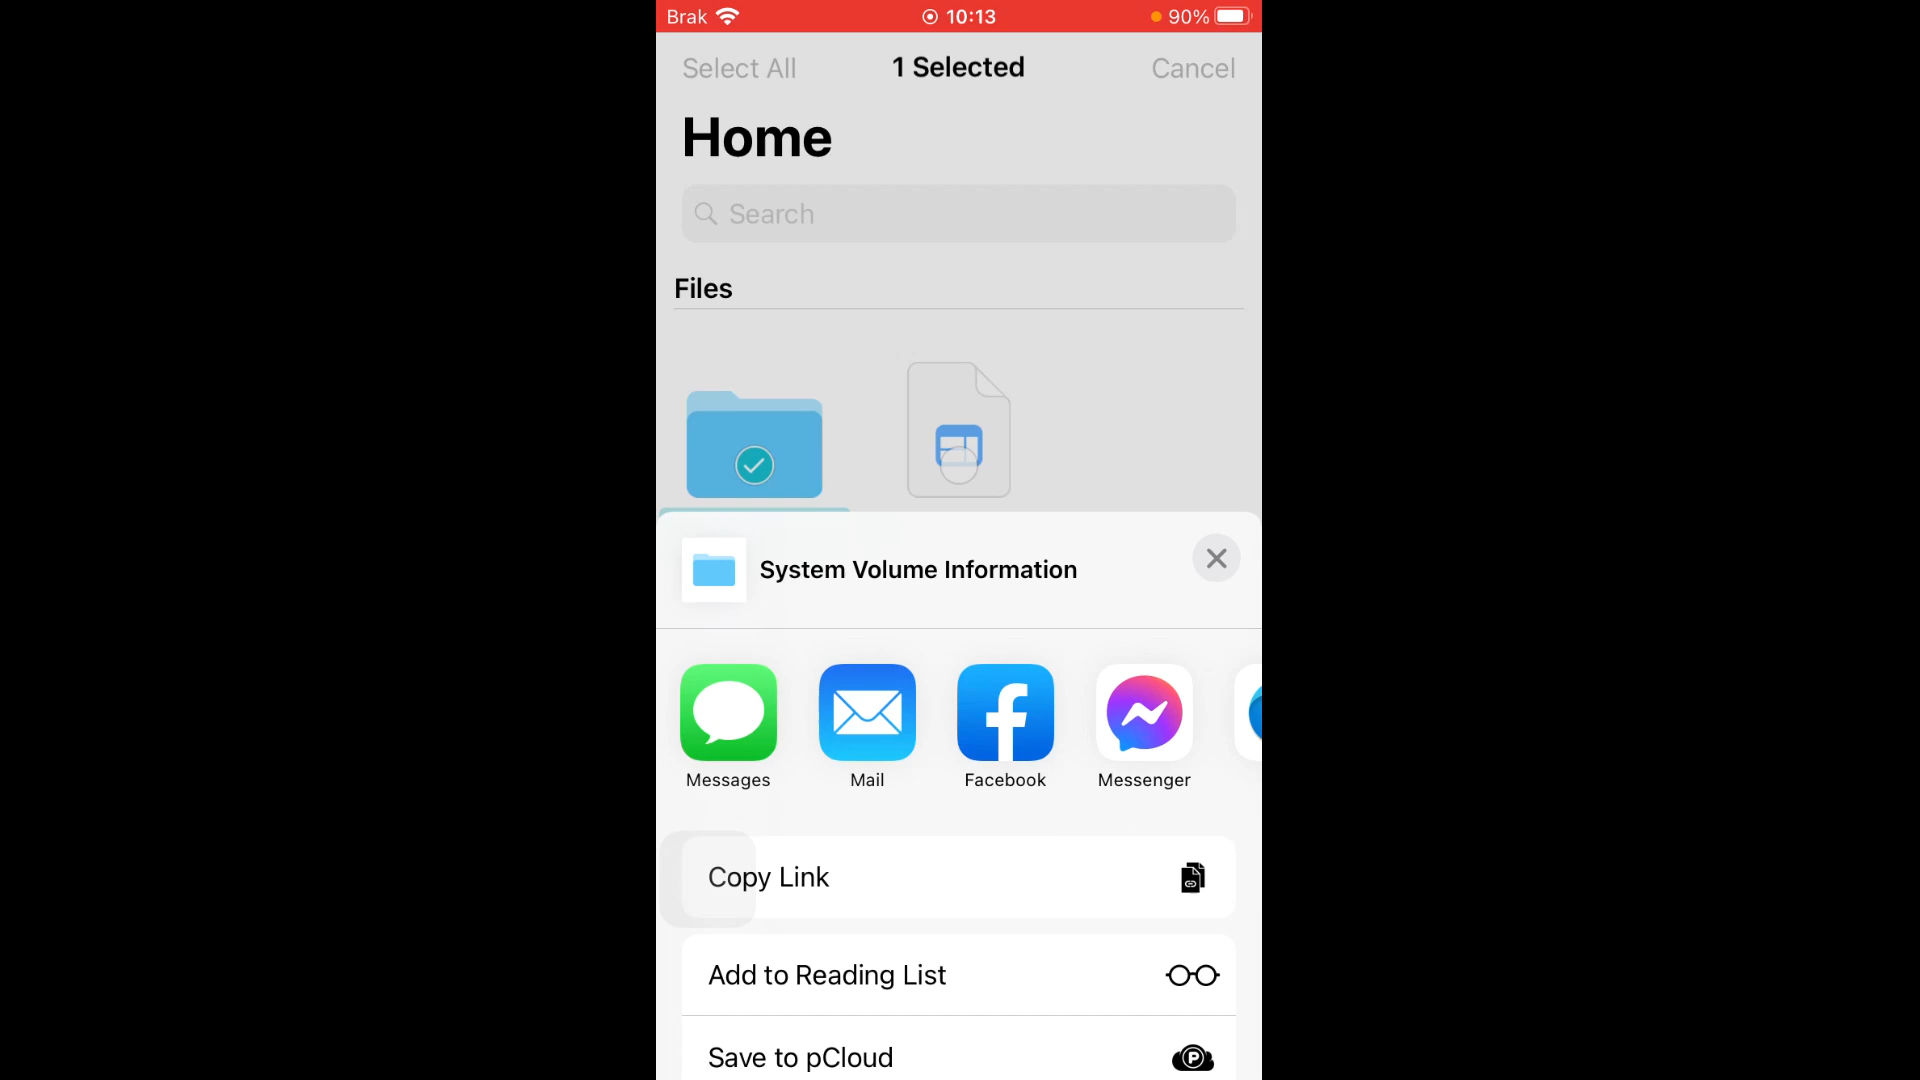 Brak 10:13 90%
Select All 1 Selected Cancel
Home
Search
Files
System Volume Information
Messages Mail Facebook Messenger
Copy Link
Add to Reading List
Save to pCloud